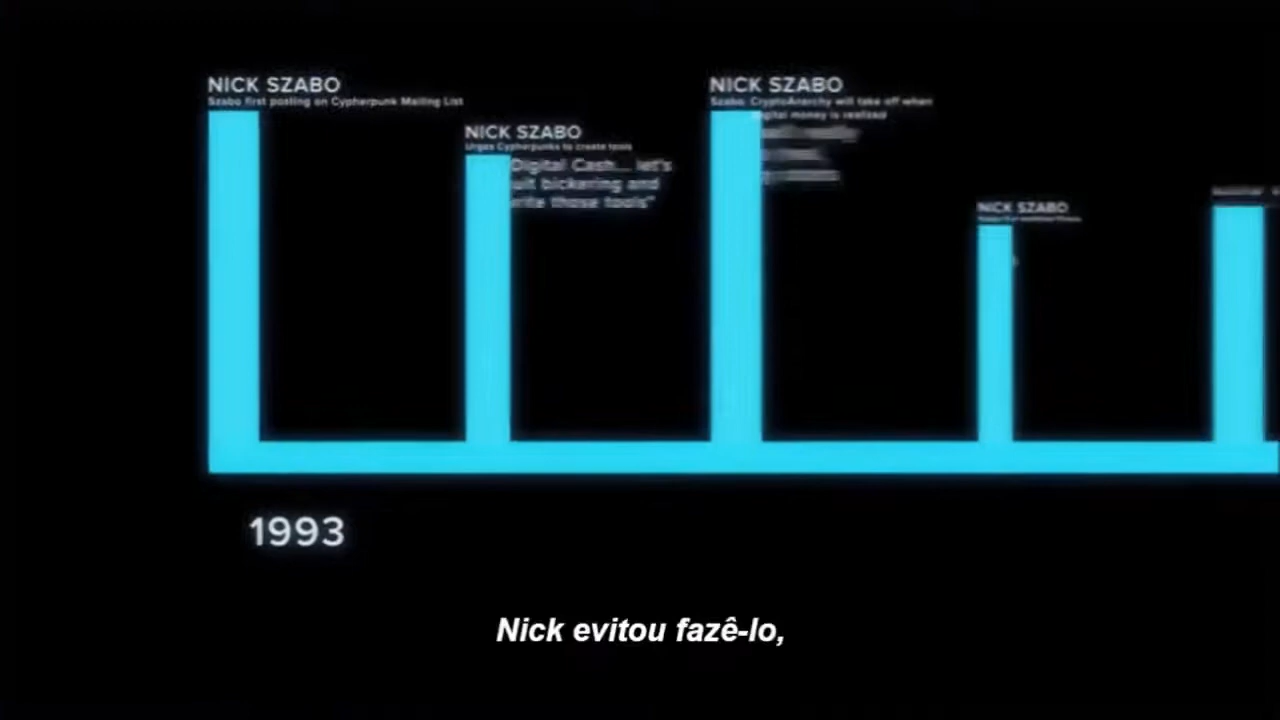 NICK SZABO
Szabo first posting on Cypherpunk Mailing List
NICK SZABO
Urges Cypherpunks to create tools
Digital Cash... let's
uit bickering and
rite those tools"
NICK SZABO
Szabo: CryptoAnarchy will take off when
digital money is realized
NICK SZABO
1993
Nick evitou fazê-lo,